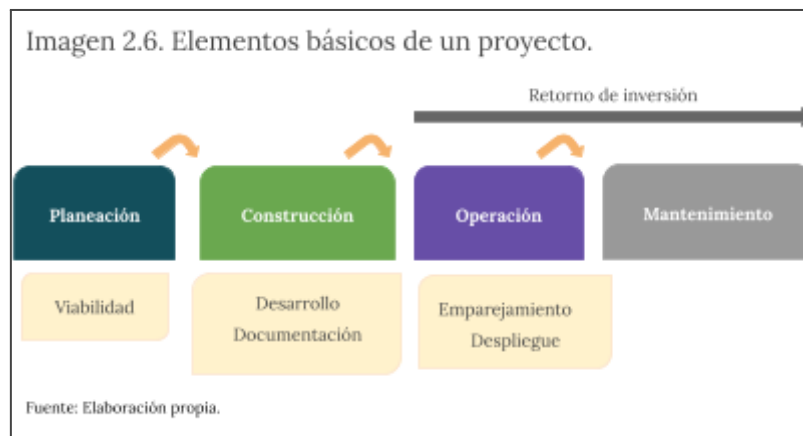 Imagen 2.6. Elementos básicos de un proyecto.
Retorno de inversión
Planeación
Construcción
Operación
Mantenimiento
Viabilidad
Desarrollo
Documentación
Emparejamiento
Despliegue
Fuente: Elaboración propia.